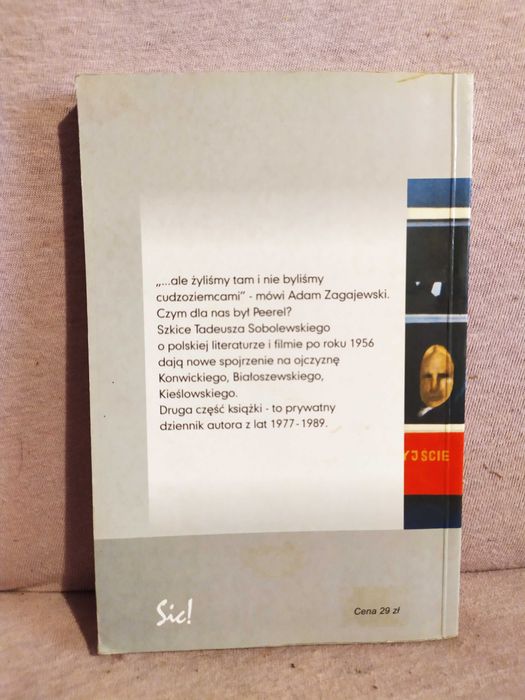 „...ale żyliśmy tam i nie byliśmy
cudzoziemcami” - mówi Adam Zagajewski.
Czym dla nas był Peerel?
Szkice Tadeusza Sobolewskiego
o polskiej literaturze i filmie po roku 1956
dają nowe spojrzenie na ojczyznę
Konwickiego, Białoszewskiego,
Kieślowskiego.
Druga część książki - to prywatny
dziennik autora z lat 1977-1989.
YJŚCIE
Sic!
Cena 29 zł